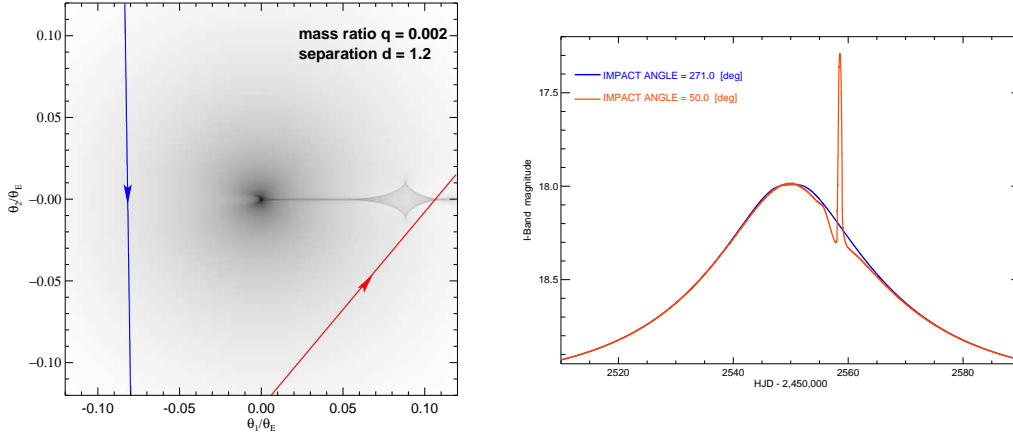 mass ratio q = 0.002
separation d = 1.2
0.10
0.05
−0.00
−0.05
−0.10
θ2/θE
-0.10
-0.05
0.00
0.05
0.10
θ1/θE
IMPACT ANGLE = 271.0 [deg]
IMPACT ANGLE = 50.0 [deg]
17.5
18.0
18.5
I-Band magnitude
2520
2540
2560
2580
HJD - 2,450,000